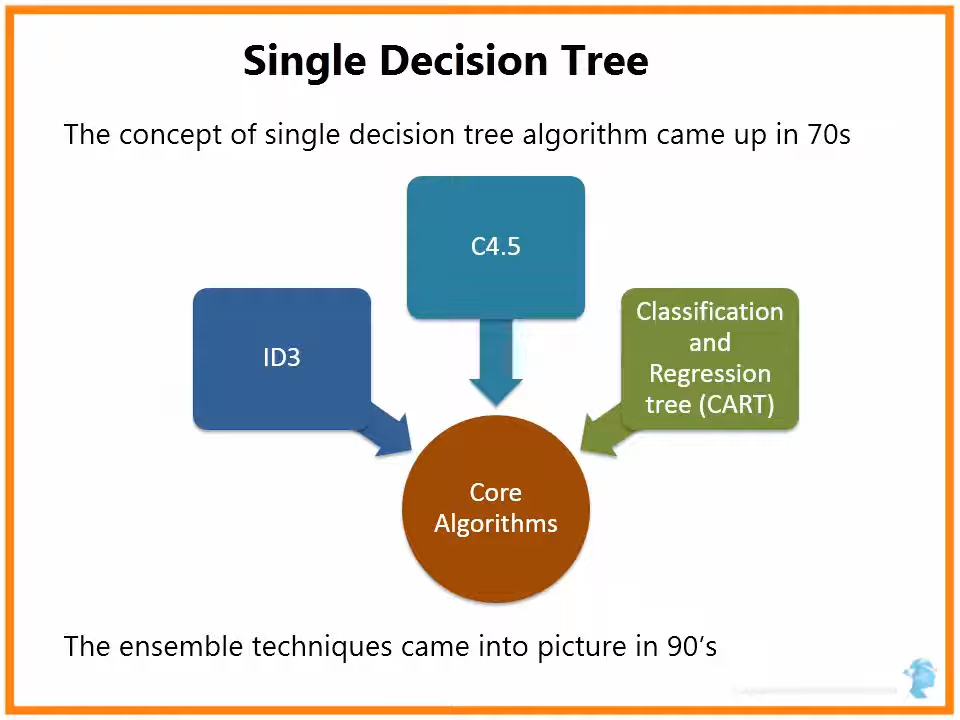 Single Decision Tree
The concept of single decision tree algorithm came up in 70s
C4.5
ID3
Classification
and
Regression
tree (CART)
Core
Algorithms
The ensemble techniques came into picture in 90’s